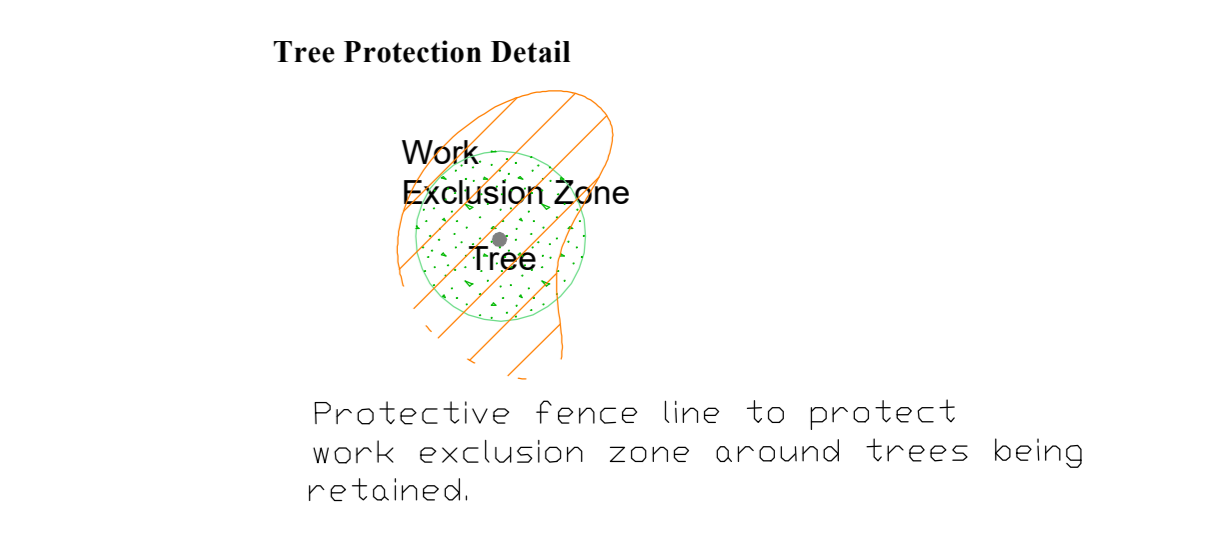 Tree Protection Detail
Work
Exclusion Zone
Tree
Protective fence line to protect
work exclusion zone around trees being
retained.